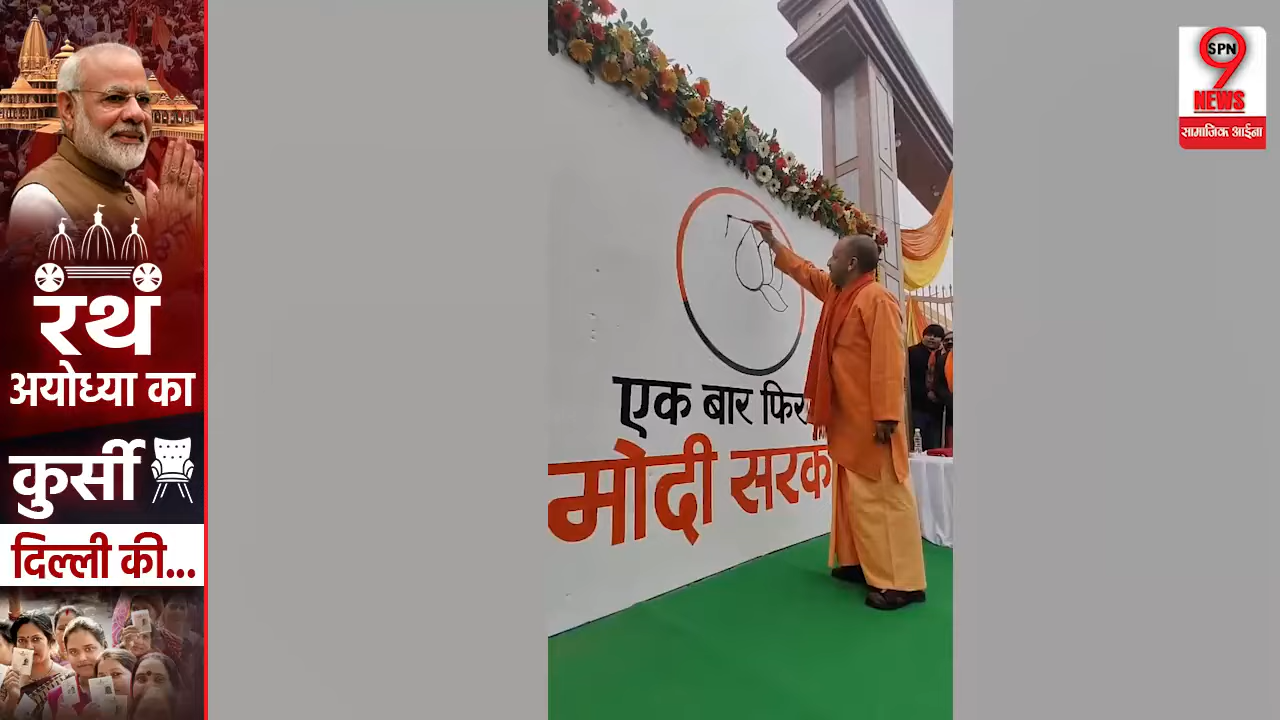 रथ
अयोध्या का
कुर्सी
दिल्ली की...
एक बार फिर
मोदी सरक
SPN
9
NEWS
सामाजिक आईना